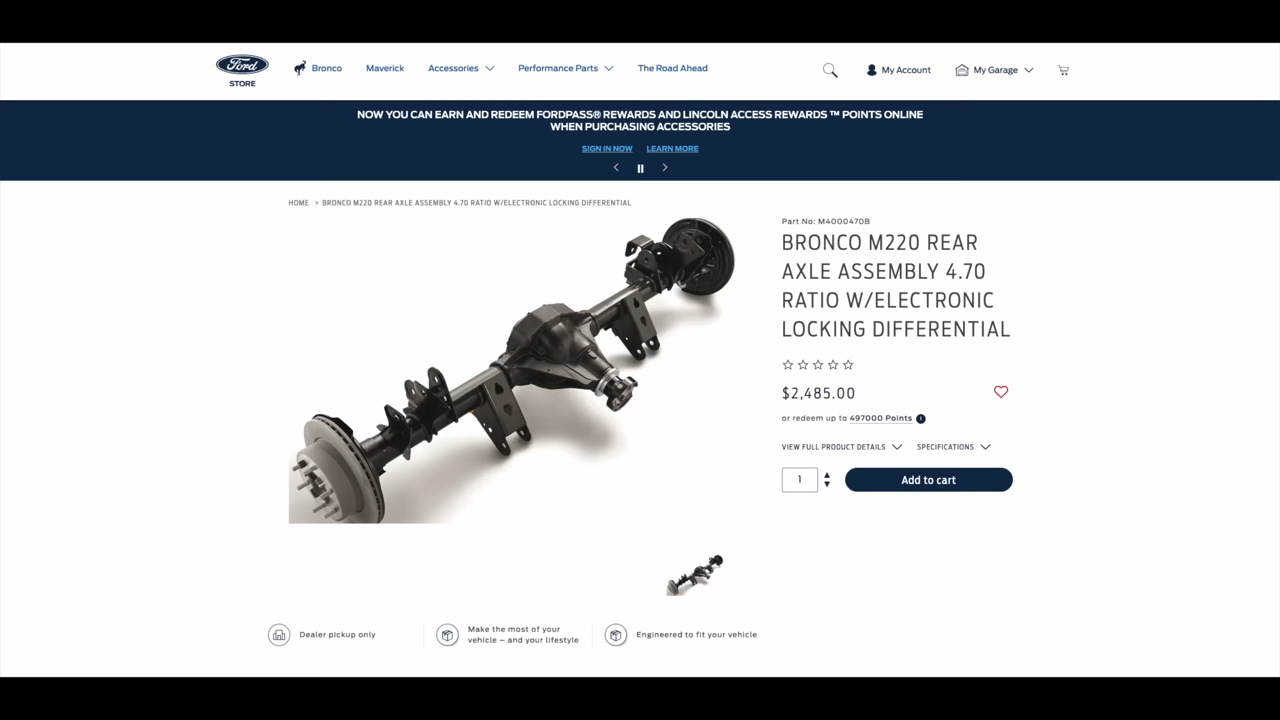 Ford
STORE
Bronco
Maverick
Accessories
Performance Parts
The Road Ahead
My Account
My Garage
NOW YOU CAN EARN AND REDEEM FORDPASS® REWARDS AND LINCOLN ACCESS REWARDS ™ POINTS ONLINE
WHEN PURCHASING ACCESSORIES
SIGN IN NOW LEARN MORE
HOME > BRONCO M220 REAR AXLE ASSEMBLY 4.70 RATIO W/ELECTRONIC LOCKING DIFFERENTIAL
Part No: M4000470B
BRONCO M220 REAR
AXLE ASSEMBLY 4.70
RATIO W/ELECTRONIC
LOCKING DIFFERENTIAL
$2,485.00
or redeem up to 497000 Points
VIEW FULL PRODUCT DETAILS SPECIFICATIONS
1
Add to cart
Dealer pickup only
Make the most of your
vehicle – and your lifestyle
Engineered to fit your vehicle